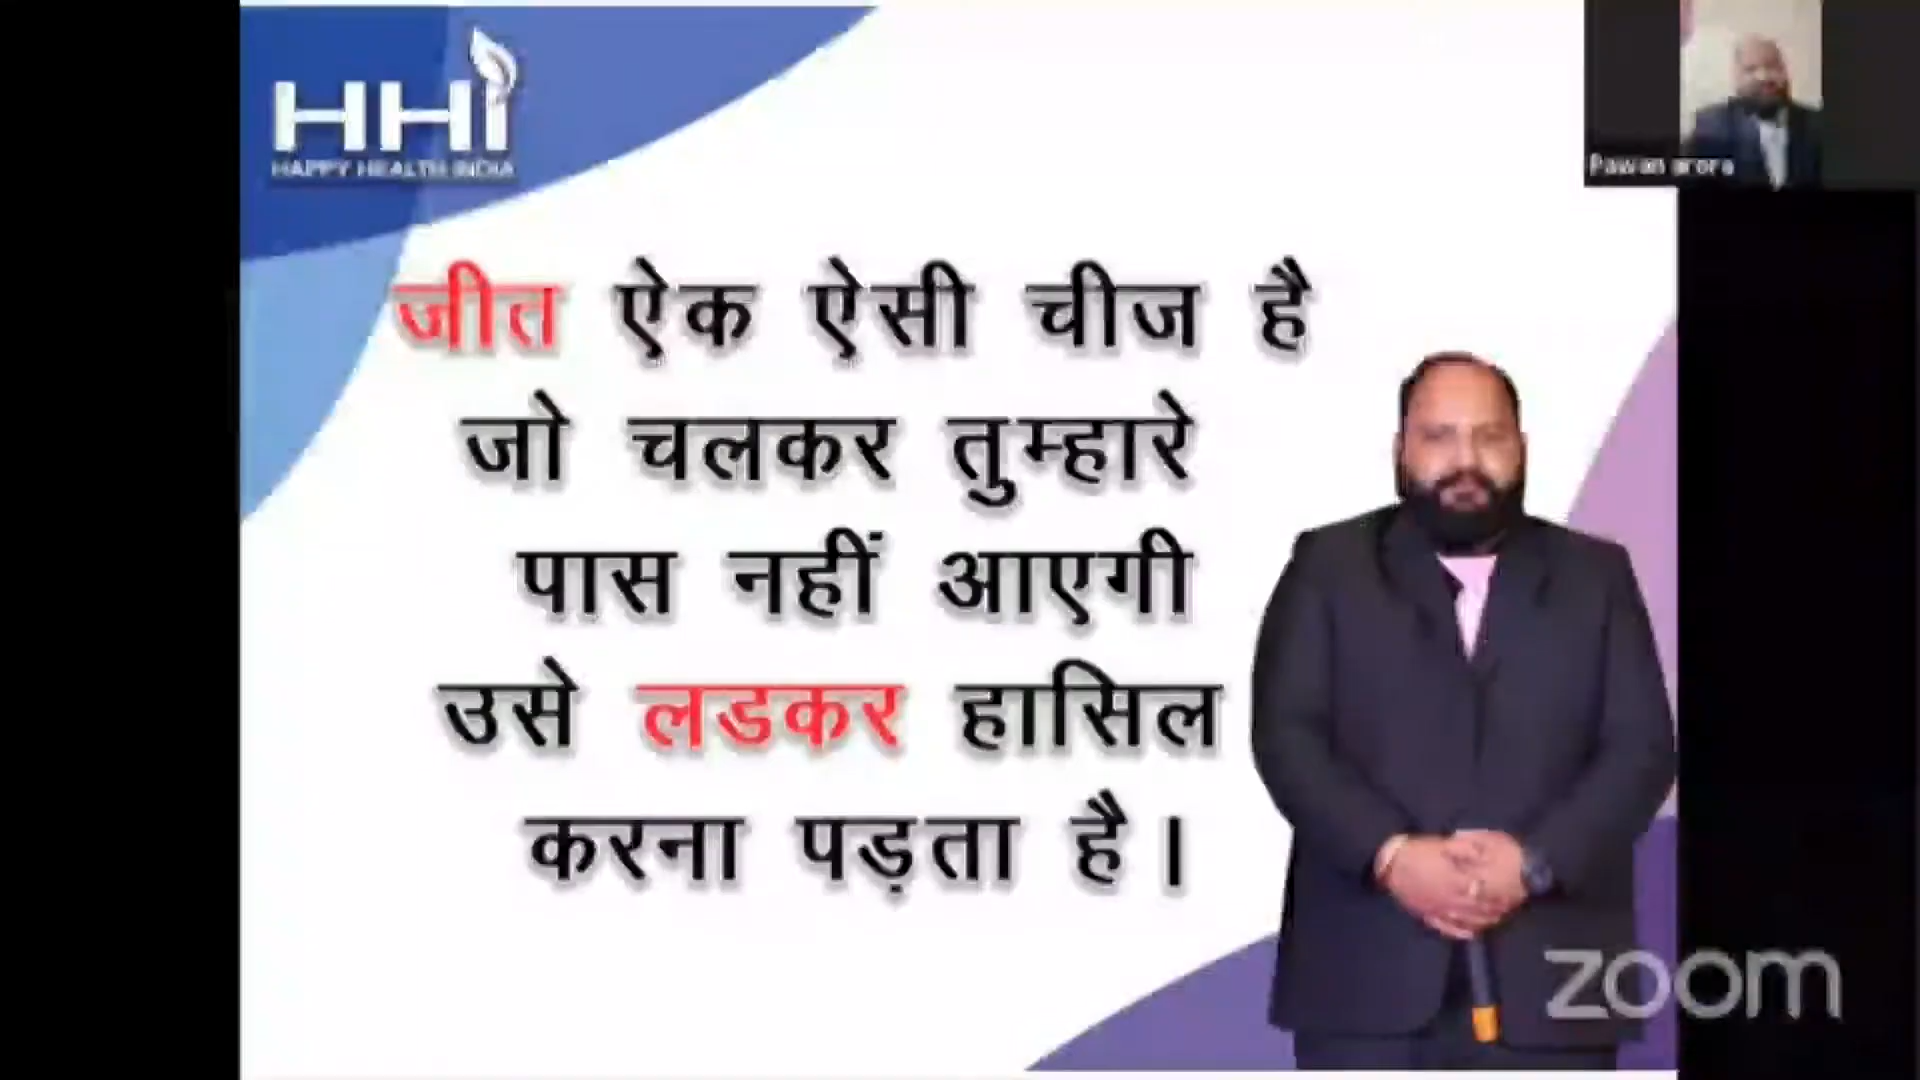 HHI
HAPPY HEALTH INDIA
Pawan arora
जीत ऐक ऐसी चीज है
जो चलकर तुम्हारे
पास नहीं आएगी
उसे लडकर हासिल
करना पड़ता है।
zoom